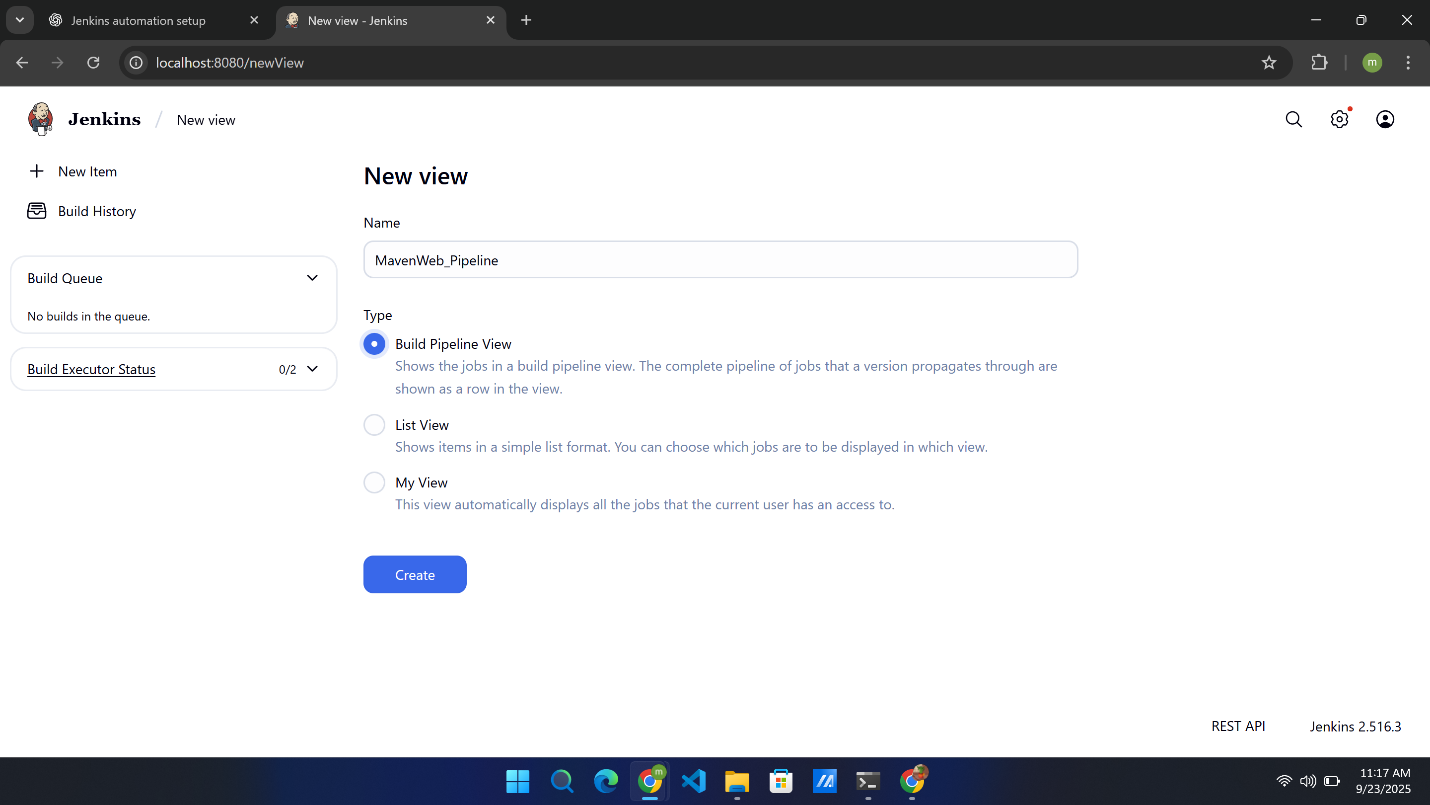 Jenkins automation setup
New view - Jenkins
localhost:8080/newView
m
Jenkins / New view
New Item
Build History
Build Queue
No builds in the queue.
Build Executor Status 0/2
New view
Name
MavenWeb_Pipeline
Type
Build Pipeline View
Shows the jobs in a build pipeline view. The complete pipeline of jobs that a version propagates through are
shown as a row in the view.
List View
Shows items in a simple list format. You can choose which jobs are to be displayed in which view.
My View
This view automatically displays all the jobs that the current user has an access to.
Create
REST API Jenkins 2.516.3
m
11:17 AM
9/23/2025